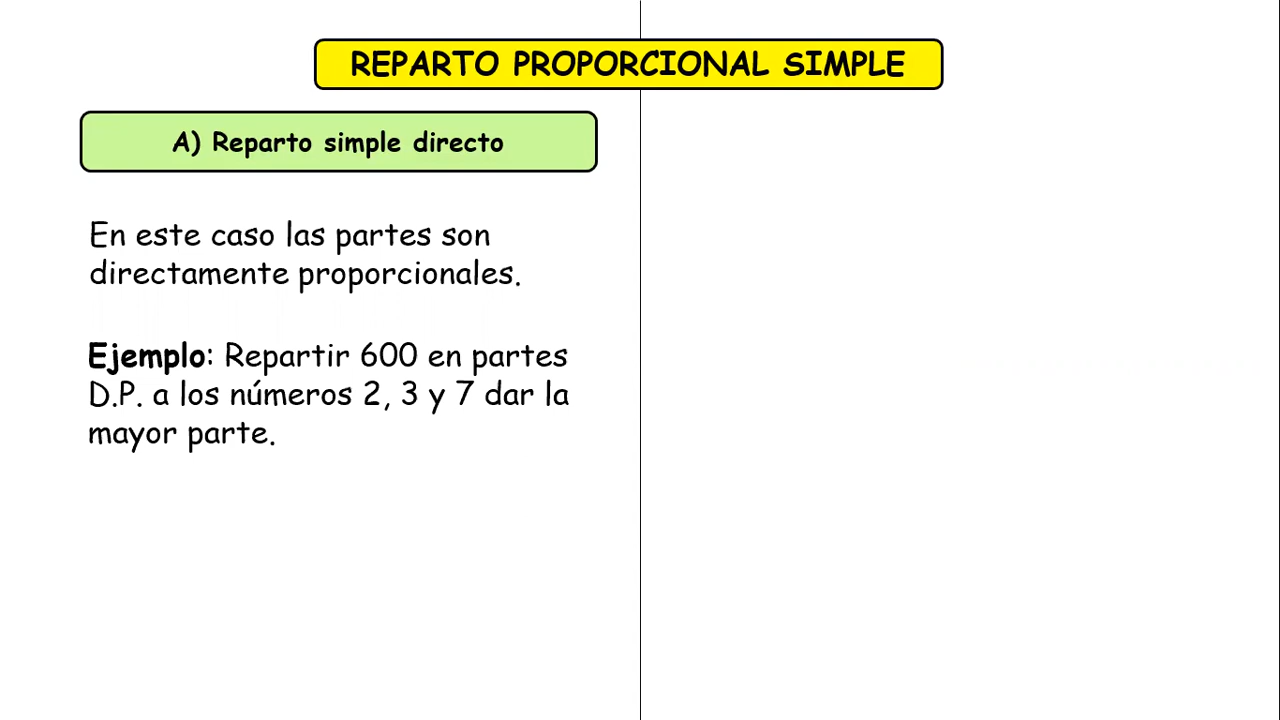 REPARTO PROPORCIONAL SIMPLE
A) Reparto simple directo
En este caso las partes son
directamente proporcionales.
Ejemplo: Repartir 600 en partes
D.P. a los números 2, 3 y 7 dar la
mayor parte.